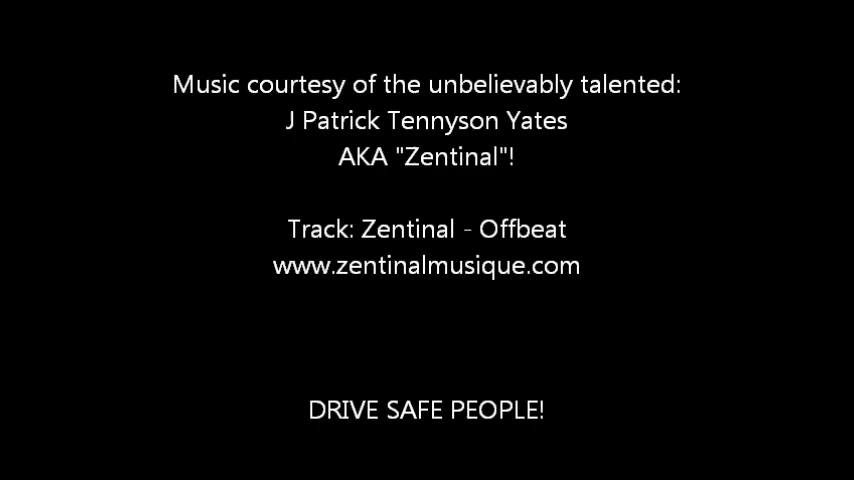 Music courtesy of the unbelievably talented:
J Patrick Tennyson Yates
AKA "Zentinal"!
Track: Zentinal - Offbeat
www.zentinalmusique.com
DRIVE SAFE PEOPLE!